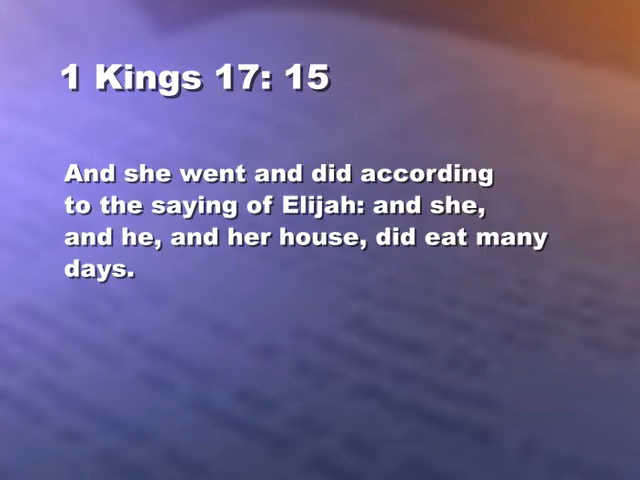 1 Kings 17: 15
And she went and did according
to the saying of Elijah: and she,
and he, and her house, did eat many
days.